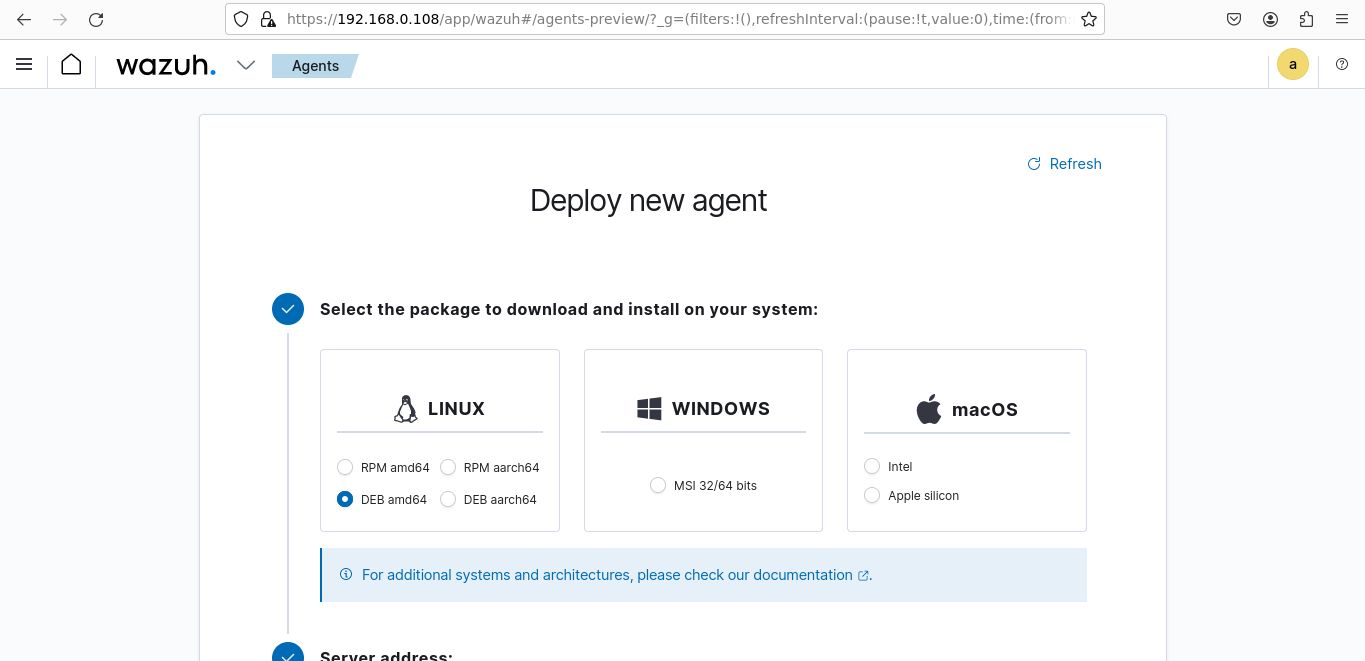 https://192.168.0.108/app/wazuh#/agents-preview/?_g=(filters:!(),refreshInterval:(pause:!t,value:0),time:(from:
wazuh. Agents a
Refresh
Deploy new agent
Select the package to download and install on your system:
LINUX WINDOWS macOS
RPM amd64 RPM aarch64 MSI 32/64 bits Intel
DEB amd64 DEB aarch64 Apple silicon
For additional systems and architectures, please check our documentation.
Server address: